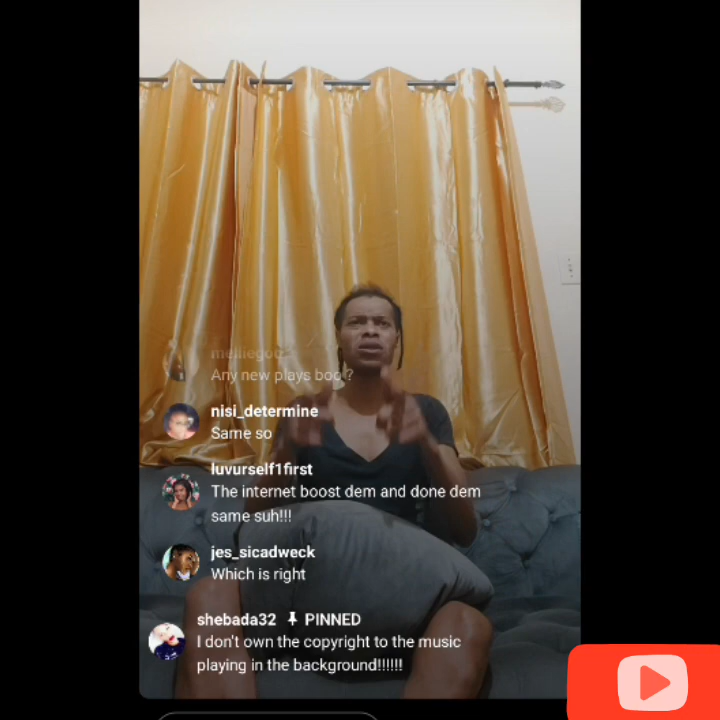 melliegoo
Any new plays boo ?
nisi_determine
Same so
luvurself1first
The internet boost dem and done dem
same suh!!!
jes_sicadweck
Which is right
shebada32 PINNED
I don't own the copyright to the music
playing in the background!!!!!!